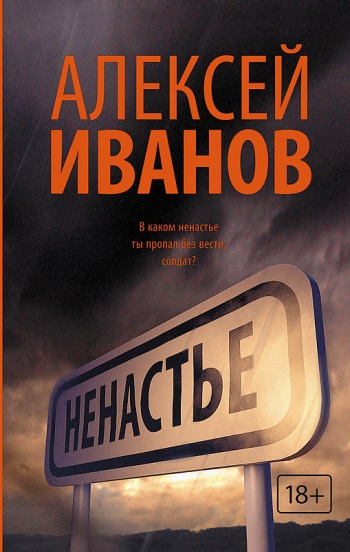 АЛЕКСЕЙ
ИВАНОВ
В каком ненастье
ты пропал без вести,
солдат?
НЕНАСТЬЕ
18+